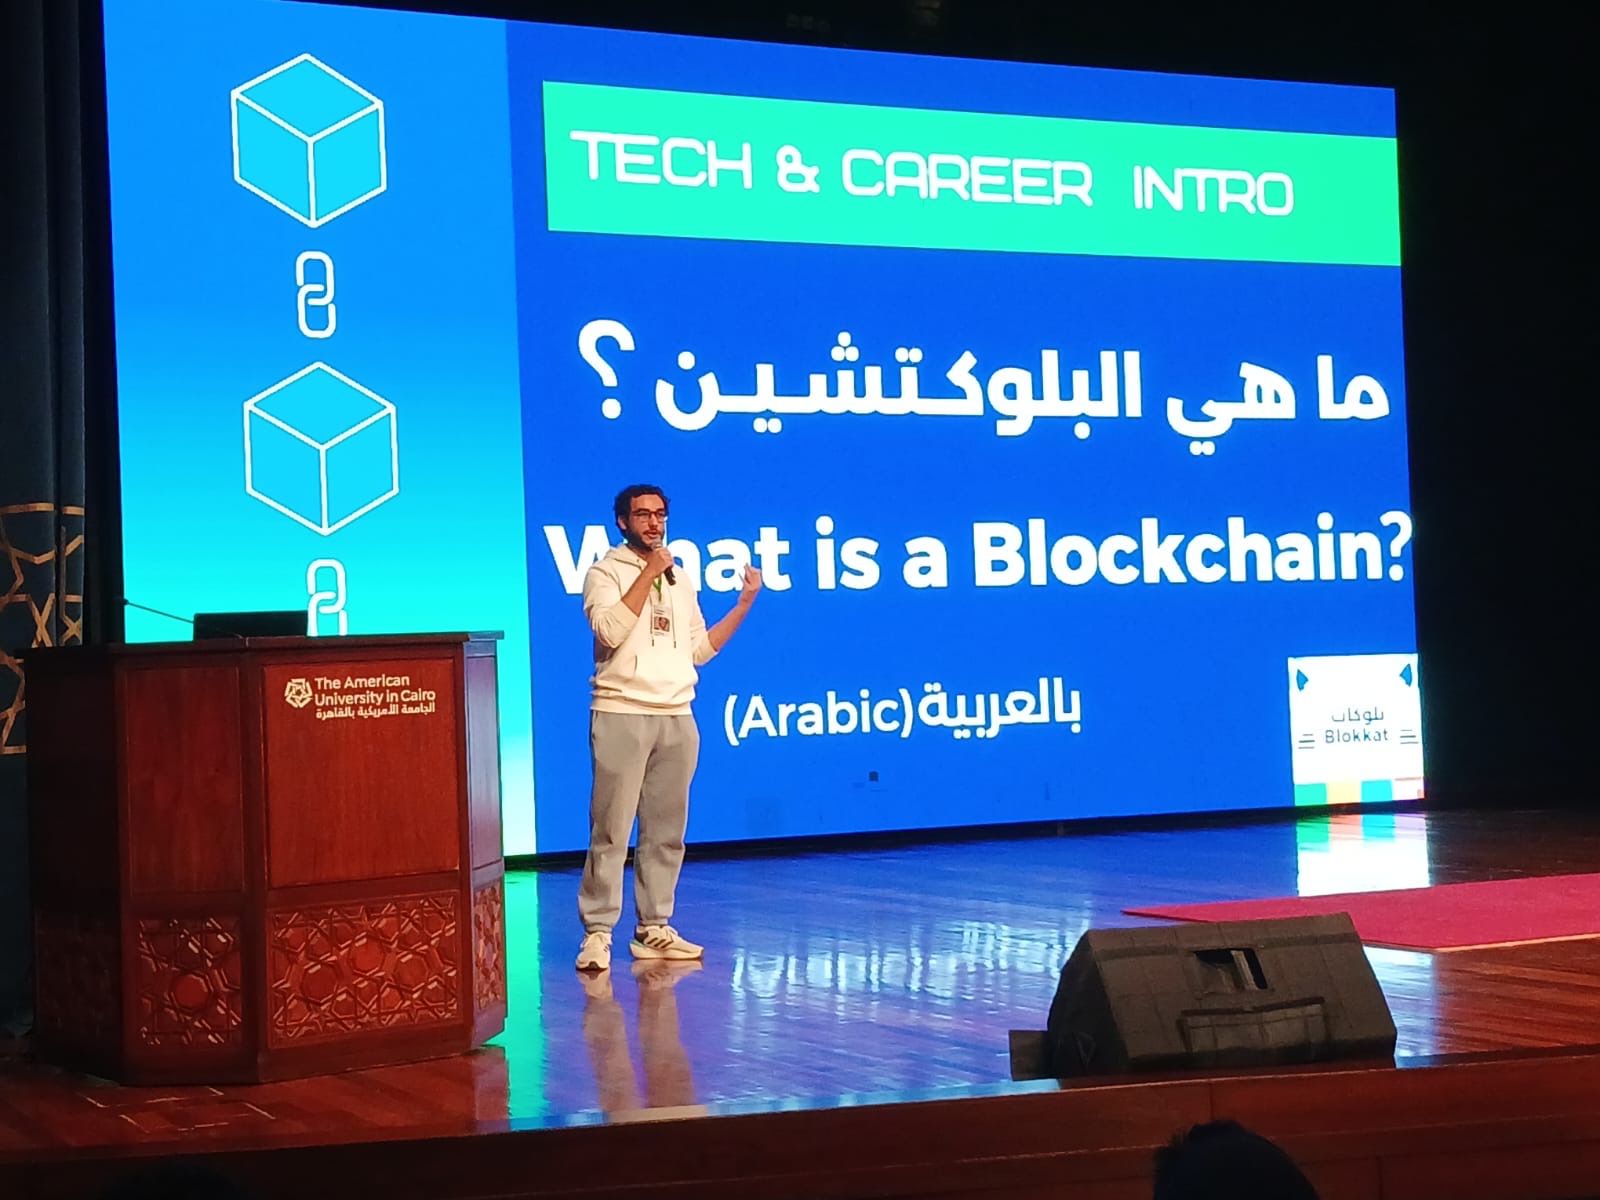 TECH & CAREER INTRO
ما هي البلوكتشين ؟
What is a Blockchain?
(Arabic) بالعربية
بلوكات
Blokkat
The American
University in Cairo
الجامعة الأمريكية بالقاهرة